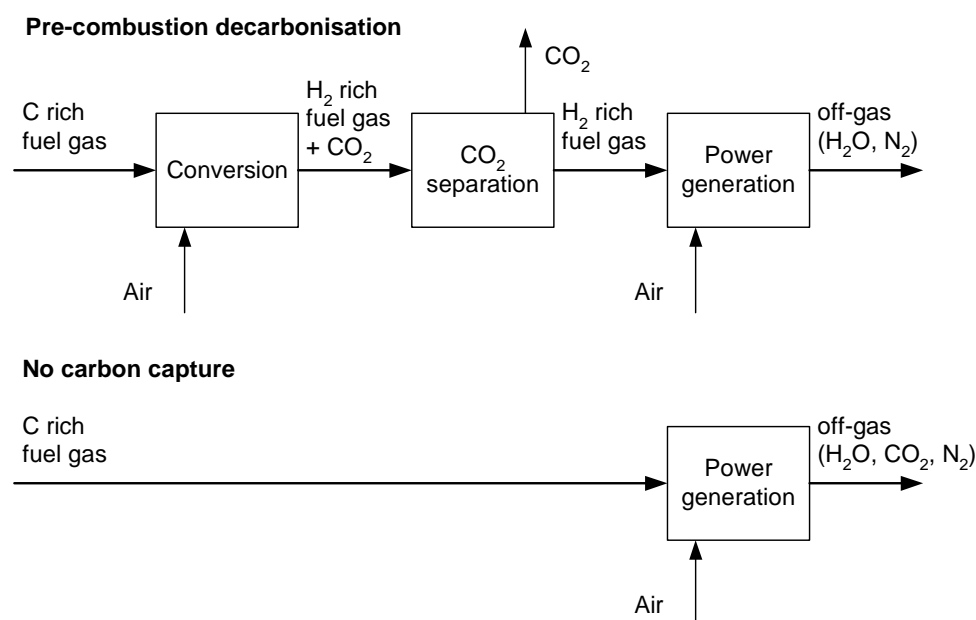 Pre-combustion decarbonisation
CO₂
C rich
fuel gas
Conversion
H₂ rich
fuel gas
+ CO₂
CO₂
separation
H₂ rich
fuel gas
Power
generation
off-gas
(H₂O, N₂)
Air
Air
No carbon capture
C rich
fuel gas
Power
generation
off-gas
(H₂O, CO₂, N₂)
Air